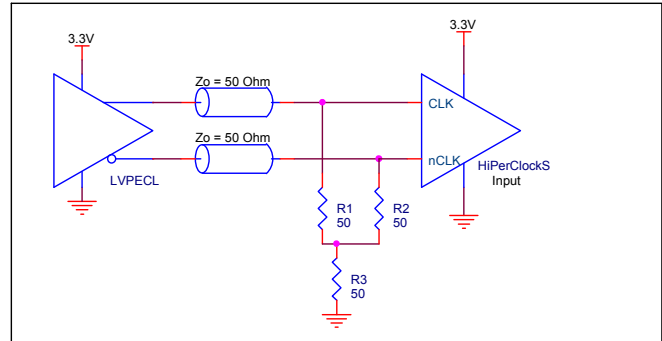 3.3V
3.3V
Zo = 50 Ohm
CLK
Zo = 50 Ohm
nCLK
LVPECL
HiPerClockS
Input
R1
50
R2
50
R3
50